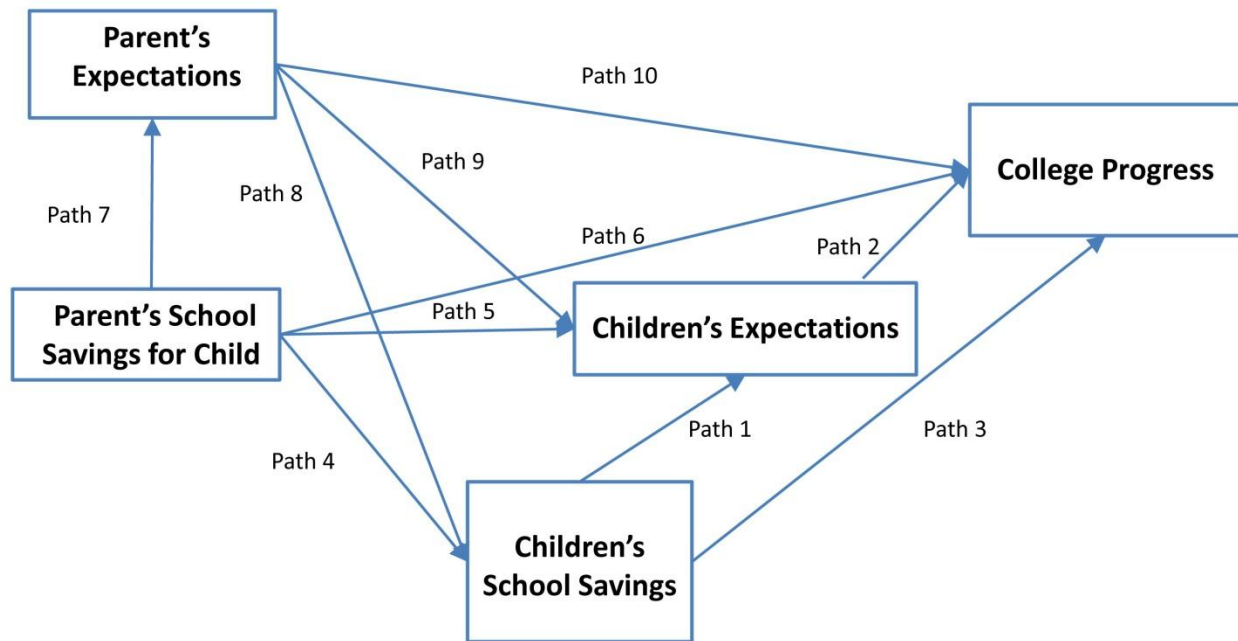 Parent’s
Expectations
Path 10
College Progress
Path 9
Path 8
Path 7
Path 6
Path 2
Parent’s School
Savings for Child
Path 5
Children’s Expectations
Path 1
Path 3
Path 4
Children’s
School Savings